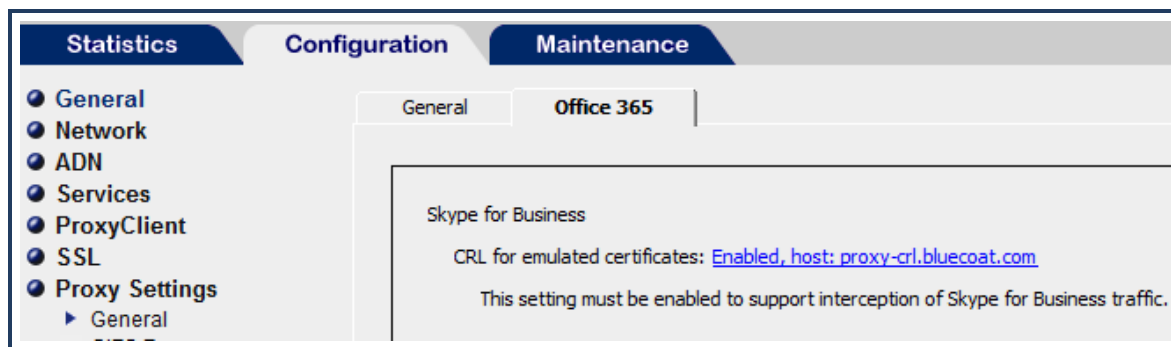 Statistics Configuration Maintenance
General
Network
ADN
Services
ProxyClient
SSL
Proxy Settings
General
General Office 365
Skype for Business
CRL for emulated certificates: Enabled, host: proxy-crl.bluecoat.com
This setting must be enabled to support interception of Skype for Business traffic.